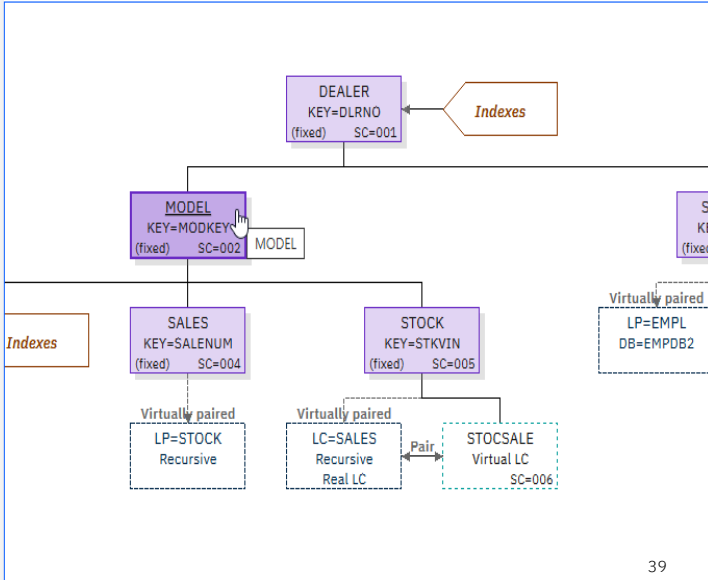 DEALER
KEY=DLRNO
(fixed) SC=001
Indexes
MODEL
KEY=MODKEY
(fixed) SC=002
MODEL
S
KE
(fixed
Virtually paired
LP=EMPL
DB=EMPDB2
Indexes
SALES
KEY=SALENUM
(fixed) SC=004
STOCK
KEY=STKVIN
(fixed) SC=005
Virtually paired
LP=STOCK
Recursive
Virtually paired
LC=SALES
Recursive
Real LC
Pair
STOCSALE
Virtual LC
SC=006
39